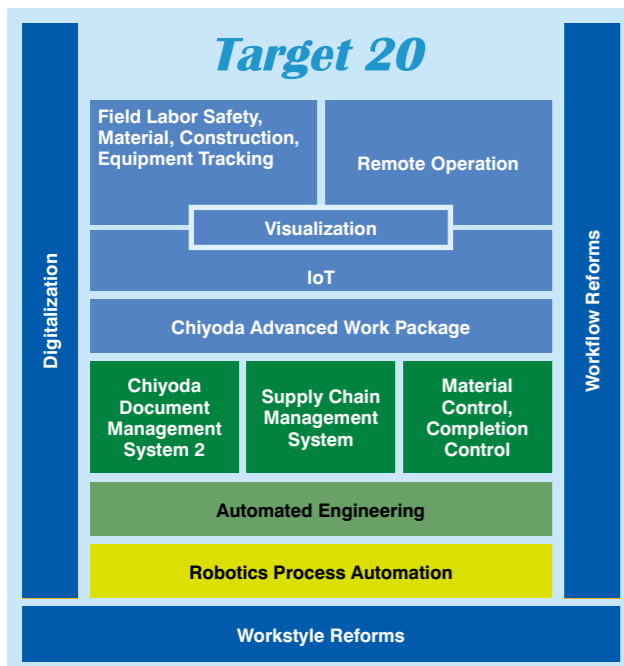 Target 20
Field Labor Safety,
Material, Construction,
Equipment Tracking
Remote Operation
Visualization
IoT
Digitalization
Workflow Reforms
Chiyoda Advanced Work Package
Chiyoda
Document
Management
System 2
Supply Chain
Management
System
Material
Control,
Completion
Control
Automated Engineering
Robotics Process Automation
Workstyle Reforms